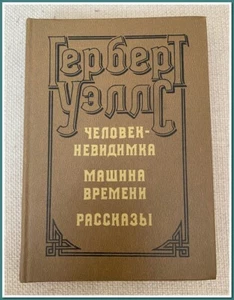 Герберт
Уэллс
ЧЕЛОВЕК-
НЕВИДИМКА
МАШИНА
ВРЕМЕНИ
РАССКАЗЫ